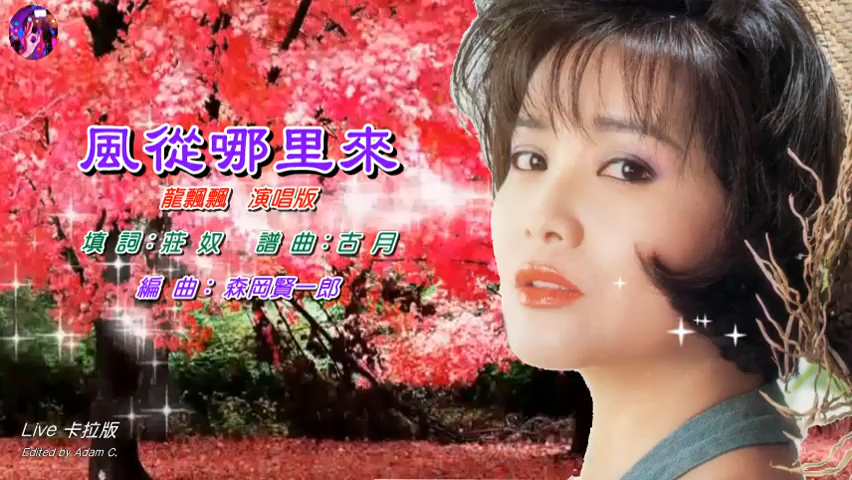 風從哪里來
龍飄飄 演唱版
填 詞：莊 奴 譜 曲：古 月
編 曲： 森岡賢一郎
Live 卡拉版
Edited by Adam C.